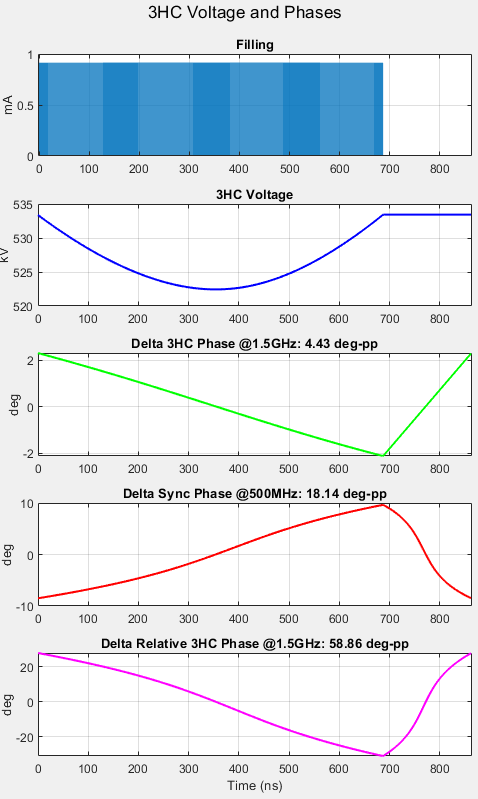 3HC Voltage and Phases
Filling
1
0.5
0
mA
0 100 200 300 400 500 600 700 800
3HC Voltage
535
530
525
520
kV
0 100 200 300 400 500 600 700 800
Delta 3HC Phase @1.5GHz: 4.43 deg-pp
2
0
-2
deg
0 100 200 300 400 500 600 700 800
Delta Sync Phase @500MHz: 18.14 deg-pp
10
0
-10
deg
0 100 200 300 400 500 600 700 800
Delta Relative 3HC Phase @1.5GHz: 58.86 deg-pp
20
0
-20
deg
0 100 200 300 400 500 600 700 800
Time (ns)